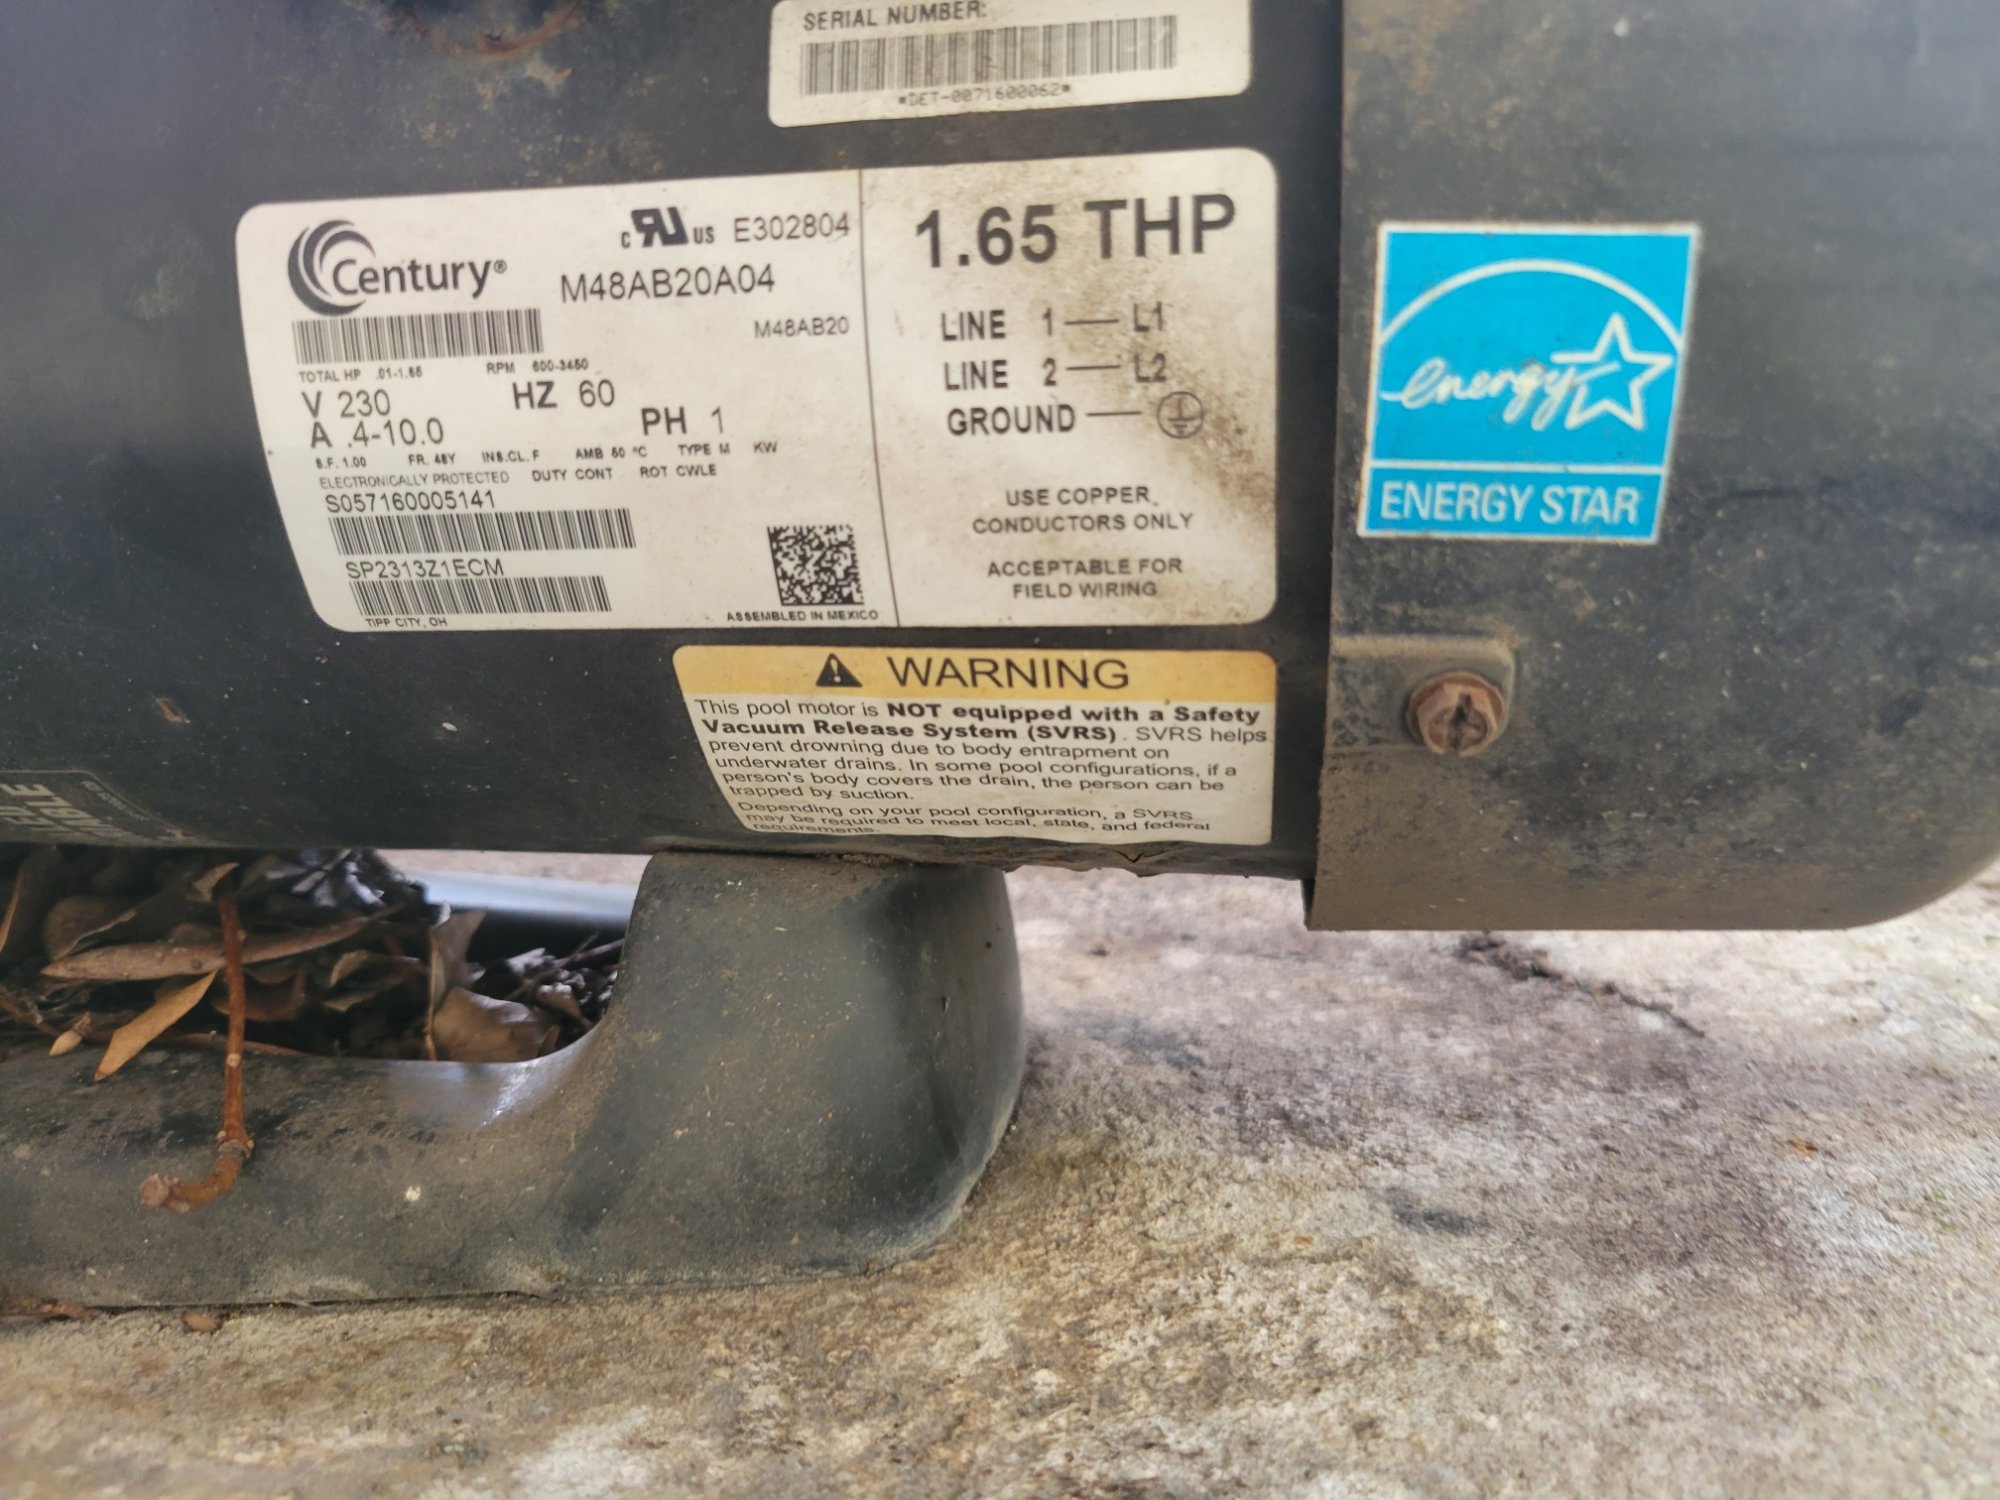 SERIAL NUMBER:
*DET-0071600062*
Century®
c RU US E302804
M48AB20A04
M48AB20
TOTAL HP .01-1.65 RPM 600-3450
V 230 HZ 60
A .4-10.0 PH 1
S.F. 1.00 FR. 48Y INS.CL. F AMB 50 °C TYPE M KW
ELECTRONICALLY PROTECTED DUTY CONT ROT CWLE
S057160005141
SP2313Z1ECM
TIPP CITY, OH
ASSEMBLED IN MEXICO
1.65 THP
LINE 1 — L1
LINE 2 — L2
GROUND —
USE COPPER
CONDUCTORS ONLY
ACCEPTABLE FOR
FIELD WIRING
energy
ENERGY STAR
WARNING
This pool motor is NOT equipped with a Safety
Vacuum Release System (SVRS). SVRS helps
prevent drowning due to body entrapment on
underwater drains. In some pool configurations, if a
person's body covers the drain, the person can be
trapped by suction.
Depending on your pool configuration, a SVRS
may be required to meet local, state, and federal
requirements.